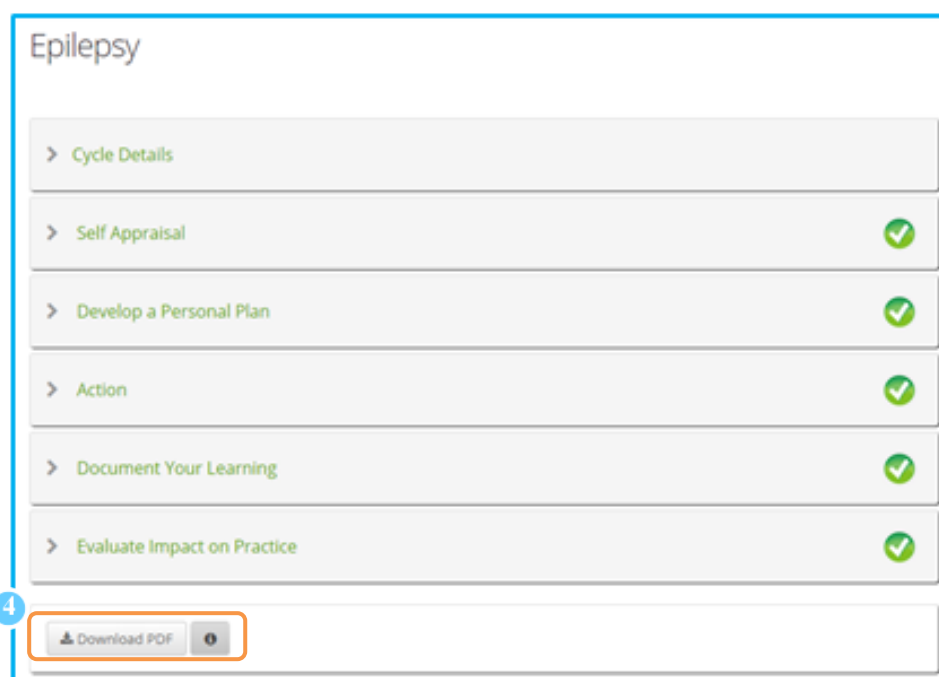 Epilepsy
Cycle Details
Self Appraisal
Develop a Personal Plan
Action
Document Your Learning
Evaluate Impact on Practice
4
Download PDF